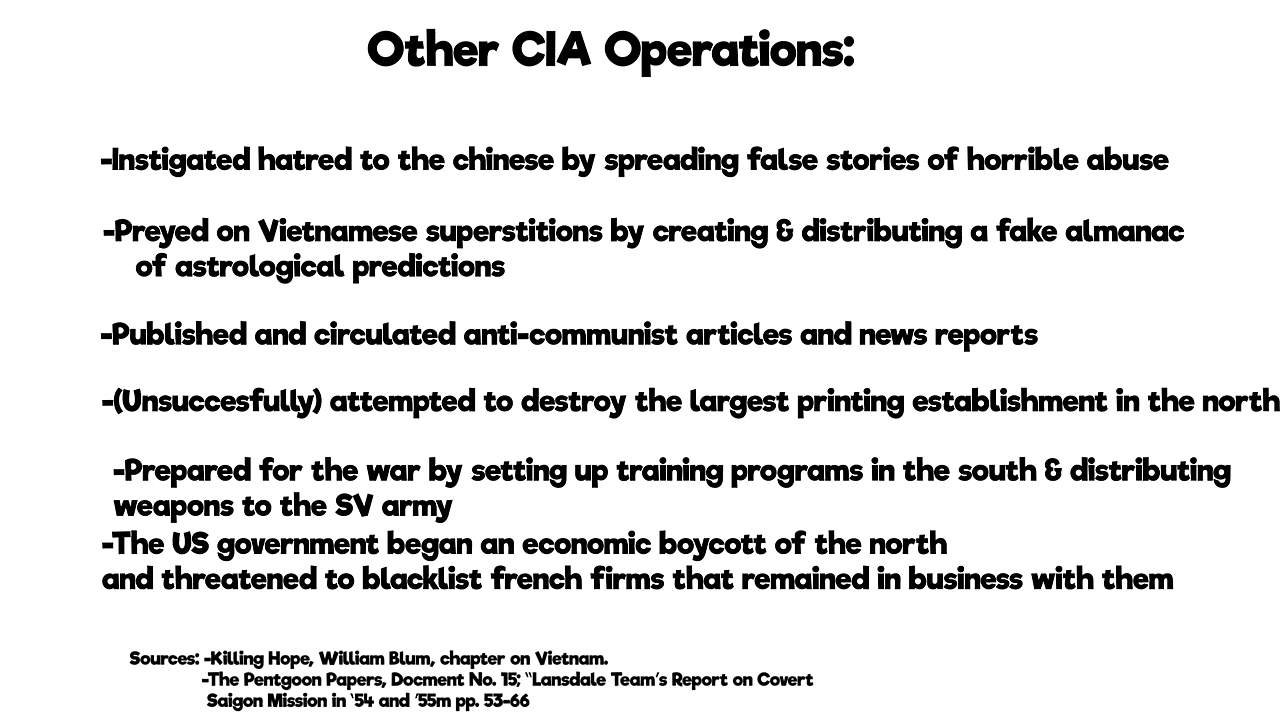 Other CIA Operations:
-Instigated hatred to the chinese by spreading false stories of horrible abuse
-Preyed on Vietnamese superstitions by creating & distributing a fake almanac
of astrological predictions
-Published and circulated anti-communist articles and news reports
-(Unsuccesfully) attempted to destroy the largest printing establishment in the north
-Prepared for the war by setting up training programs in the south & distributing
weapons to the SV army
-The US government began an economic boycott of the north
and threatened to blacklist french firms that remained in business with them
Sources: -Killing Hope, William Blum, chapter on Vietnam.
-The Pentgoon Papers, Docment No. 15; "Lansdale Team's Report on Covert
Saigon Mission in '54 and '55m pp. 53-66